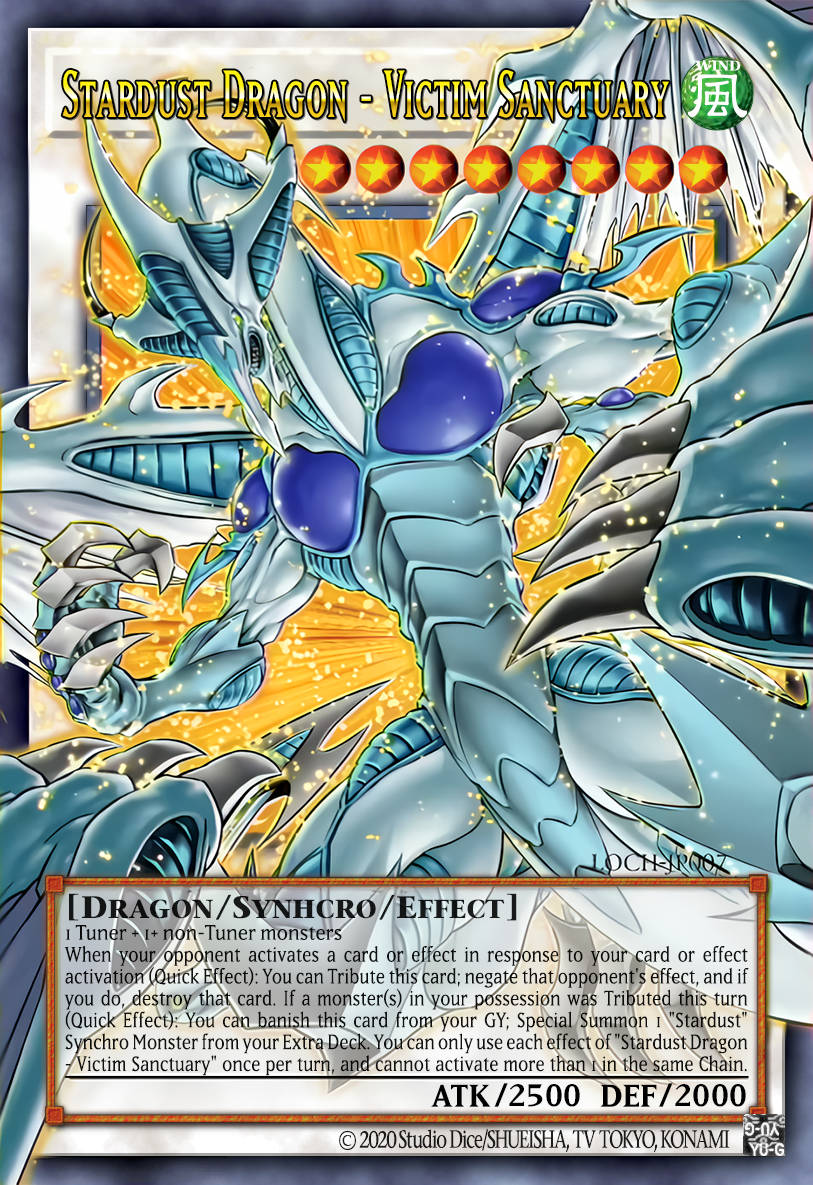 Stardust Dragon - Victim Sanctuary
WIND
風
LOCH-JP007
[Dragon/Synhcro/Effect]
1 Tuner + 1+ non-Tuner monsters
When your opponent activates a card or effect in response to your card or effect
activation (Quick Effect): You can Tribute this card; negate that opponent's effect, and if
you do, destroy that card. If a monster(s) in your possession was Tributed this turn
(Quick Effect): You can banish this card from your GY; Special Summon 1 "Stardust"
Synchro Monster from your Extra Deck. You can only use each effect of "Stardust Dragon
- Victim Sanctuary" once per turn, and cannot activate more than 1 in the same Chain.
ATK/2500 DEF/2000
© 2020 Studio Dice/SHUEISHA, TV TOKYO, KONAMI
YU-G
YU-G